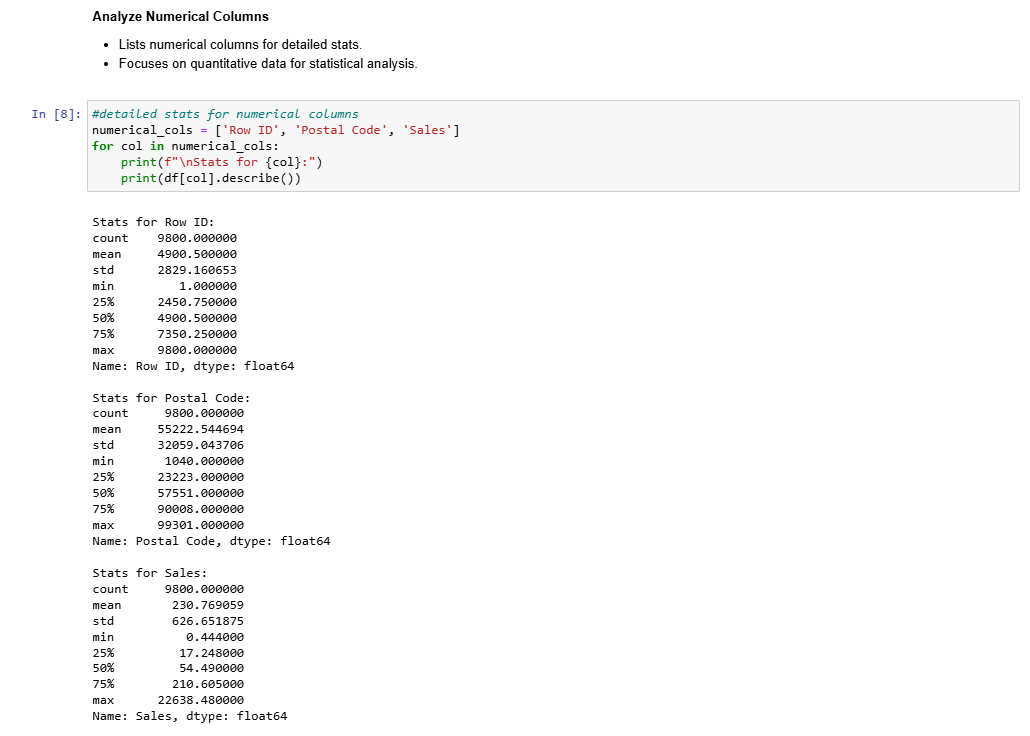 Analyze Numerical Columns
• Lists numerical columns for detailed stats.
• Focuses on quantitative data for statistical analysis.
In [8]: #detailed stats for numerical columns
numerical_cols = ['Row ID', 'Postal Code', 'Sales']
for col in numerical_cols:
    print(f"\nStats for {col}:")
    print(df[col].describe())
Stats for Row ID:
count    9800.000000
mean     4900.500000
std      2829.160653
min         1.000000
25%      2450.750000
50%      4900.500000
75%      7350.250000
max      9800.000000
Name: Row ID, dtype: float64
Stats for Postal Code:
count     9800.000000
mean     55222.544694
std      32059.043706
min       1040.000000
25%      23223.000000
50%      57551.000000
75%      90008.000000
max      99301.000000
Name: Postal Code, dtype: float64
Stats for Sales:
count     9800.000000
mean       230.769059
std        626.651875
min          0.444000
25%         17.248000
50%         54.490000
75%        210.605000
max      22638.480000
Name: Sales, dtype: float64